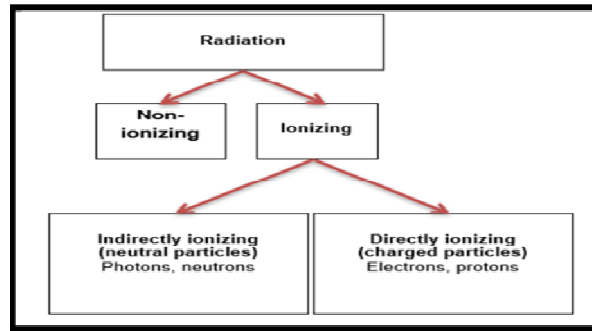 Radiation
Non-
ionizing
Ionizing
Indirectly ionizing
(neutral particles)
Photons, neutrons
Directly ionizing
(charged particles)
Electrons, protons